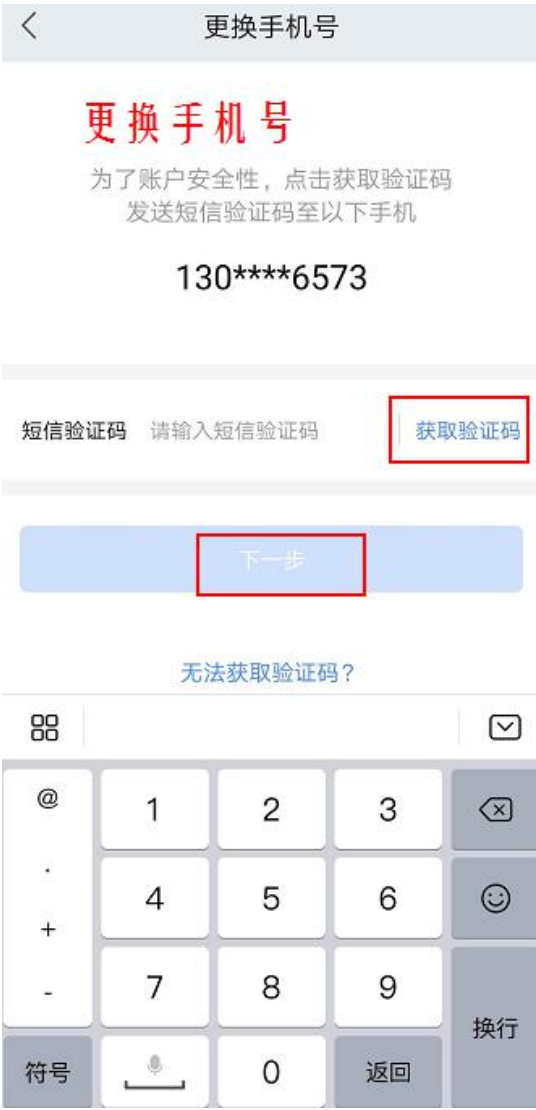 更换手机号
更换手机号
为了账户安全性，点击获取验证码
发送短信验证码至以下手机
130****6573
短信验证码 请输入短信验证码 获取验证码
下一步
无法获取验证码？
@ 1 2 3
.
4 5 6
+
- 7 8 9
换行
符号 0 返回